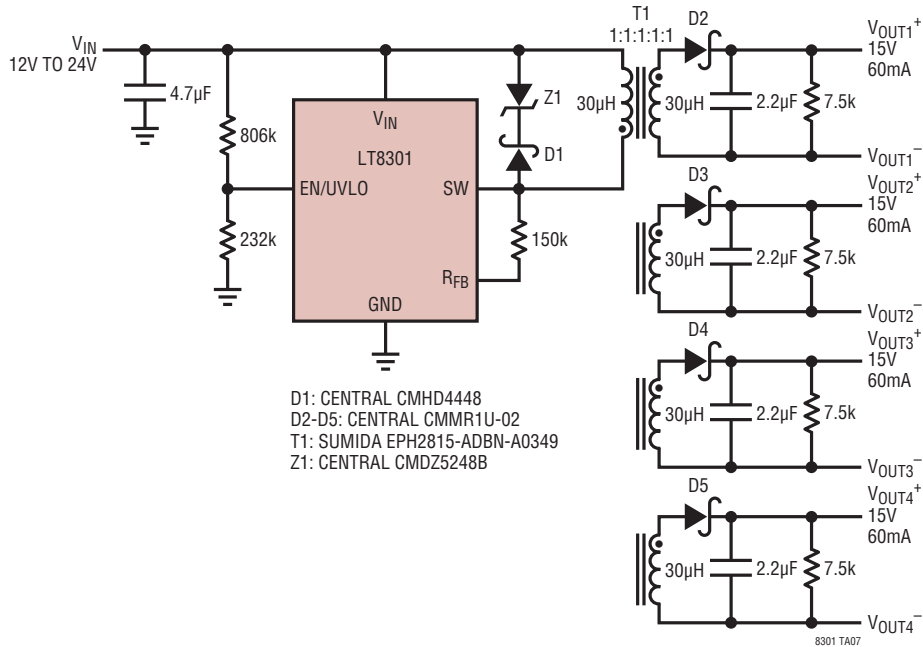 T1
1:1:1:1:1
D2
V_IN
12V TO 24V
4.7µF
806k
232k
V_IN
LT8301
EN/UVLO
SW
R_FB
GND
Z1
D1
150k
30µH
30µH
2.2µF
7.5k
V_OUT1+
15V
60mA
V_OUT1–
D3
30µH
2.2µF
7.5k
V_OUT2+
15V
60mA
V_OUT2–
D4
30µH
2.2µF
7.5k
V_OUT3+
15V
60mA
V_OUT3–
D5
30µH
2.2µF
7.5k
V_OUT4+
15V
60mA
V_OUT4–
D1: CENTRAL CMHD4448
D2-D5: CENTRAL CMMR1U-02
T1: SUMIDA EPH2815-ADBN-A0349
Z1: CENTRAL CMDZ5248B
8301 TA07